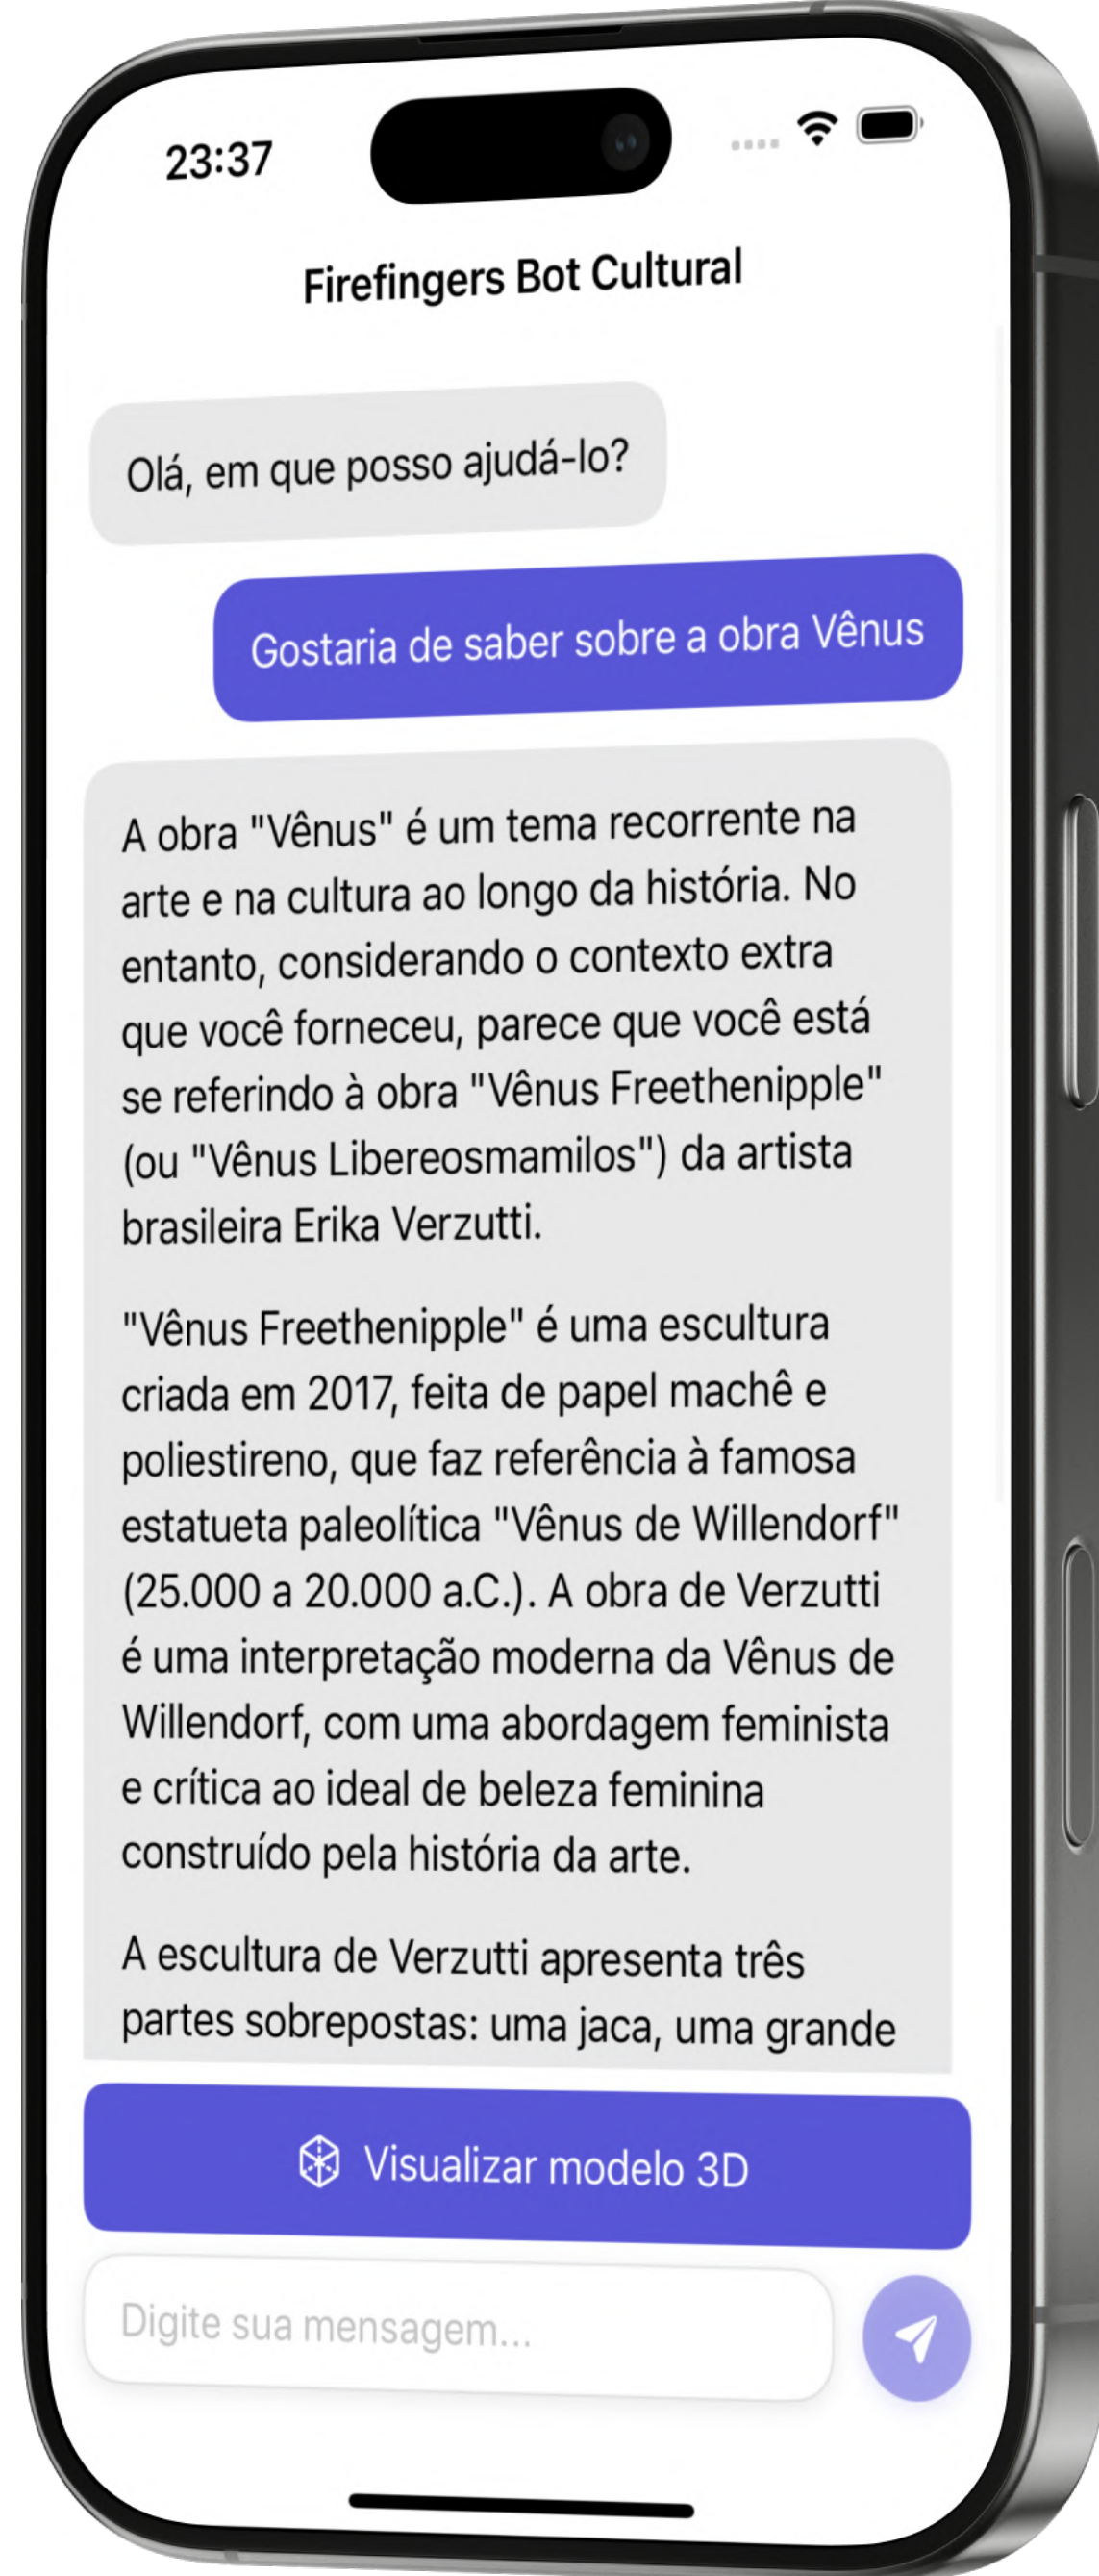 23:37
Firefingers Bot Cultural
Olá, em que posso ajudá-lo?
Gostaria de saber sobre a obra Vênus
A obra "Vênus" é um tema recorrente na
arte e na cultura ao longo da história. No
entanto, considerando o contexto extra
que você forneceu, parece que você está
se referindo à obra "Vênus Freethenipple"
(ou "Vênus Libereosmamilos") da artista
brasileira Erika Verzutti.
"Vênus Freethenipple" é uma escultura
criada em 2017, feita de papel machê e
poliestireno, que faz referência à famosa
estatueta paleolítica "Vênus de Willendorf"
(25.000 a 20.000 a.C.). A obra de Verzutti
é uma interpretação moderna da Vênus de
Willendorf, com uma abordagem feminista
e crítica ao ideal de beleza feminina
construído pela história da arte.
A escultura de Verzutti apresenta três
partes sobrepostas: uma jaca, uma grande
Visualizar modelo 3D
Digite sua mensagem...